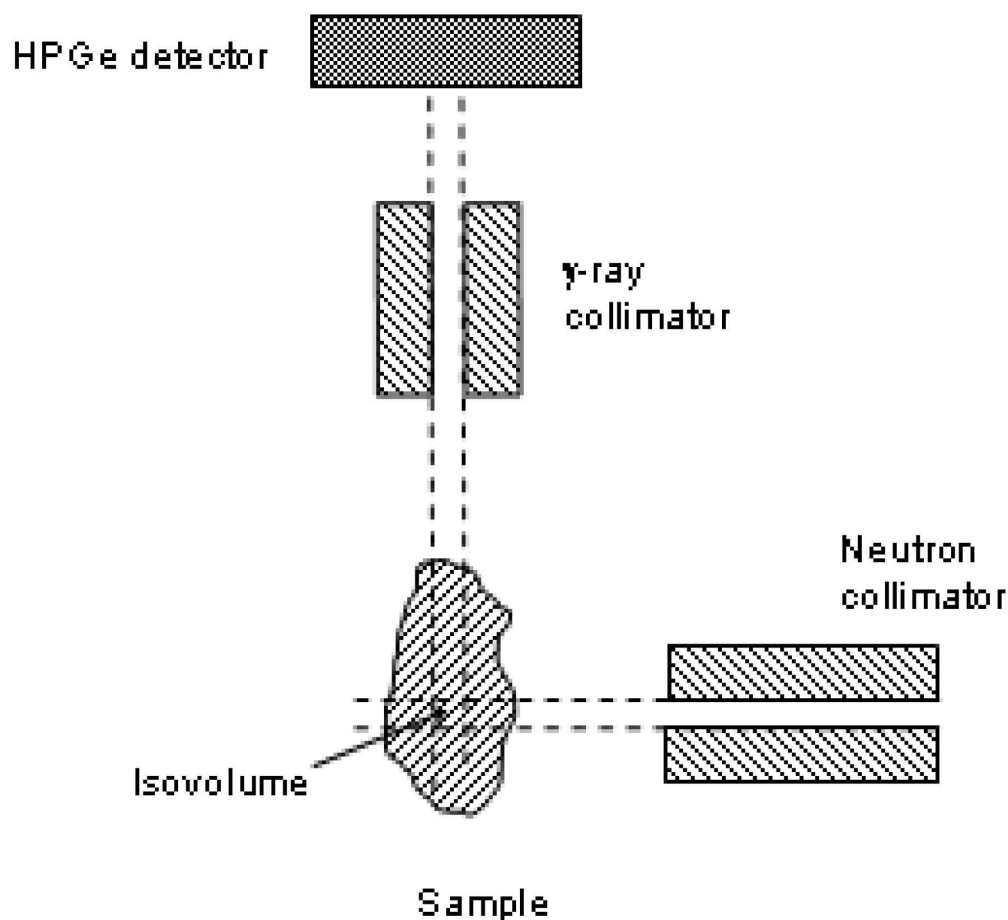 HPGe detector
γ-ray
collimator
Neutron
collimator
Isovolume
Sample